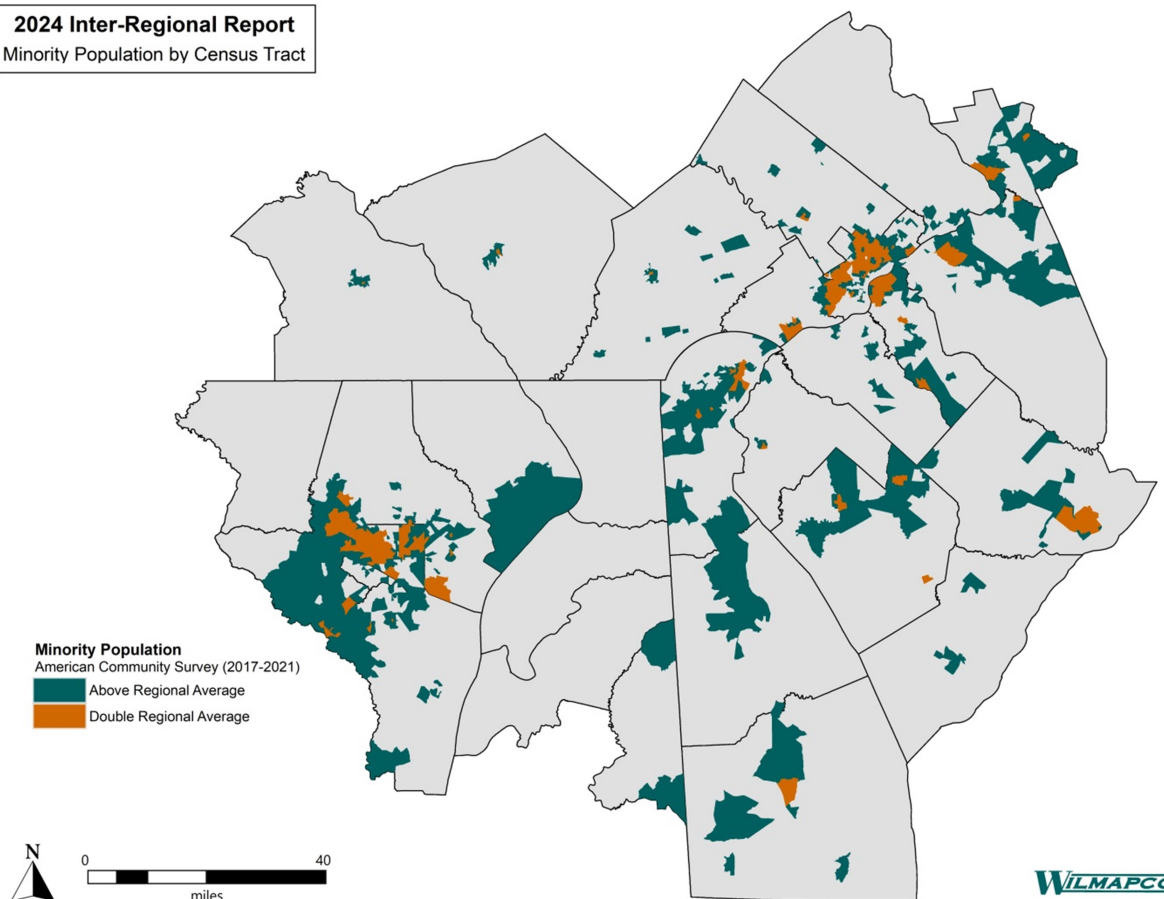 2024 Inter-Regional Report
Minority Population by Census Tract
Minority Population
American Community Survey (2017-2021)
Above Regional Average
Double Regional Average
N
0 40
miles
WILMAPCO